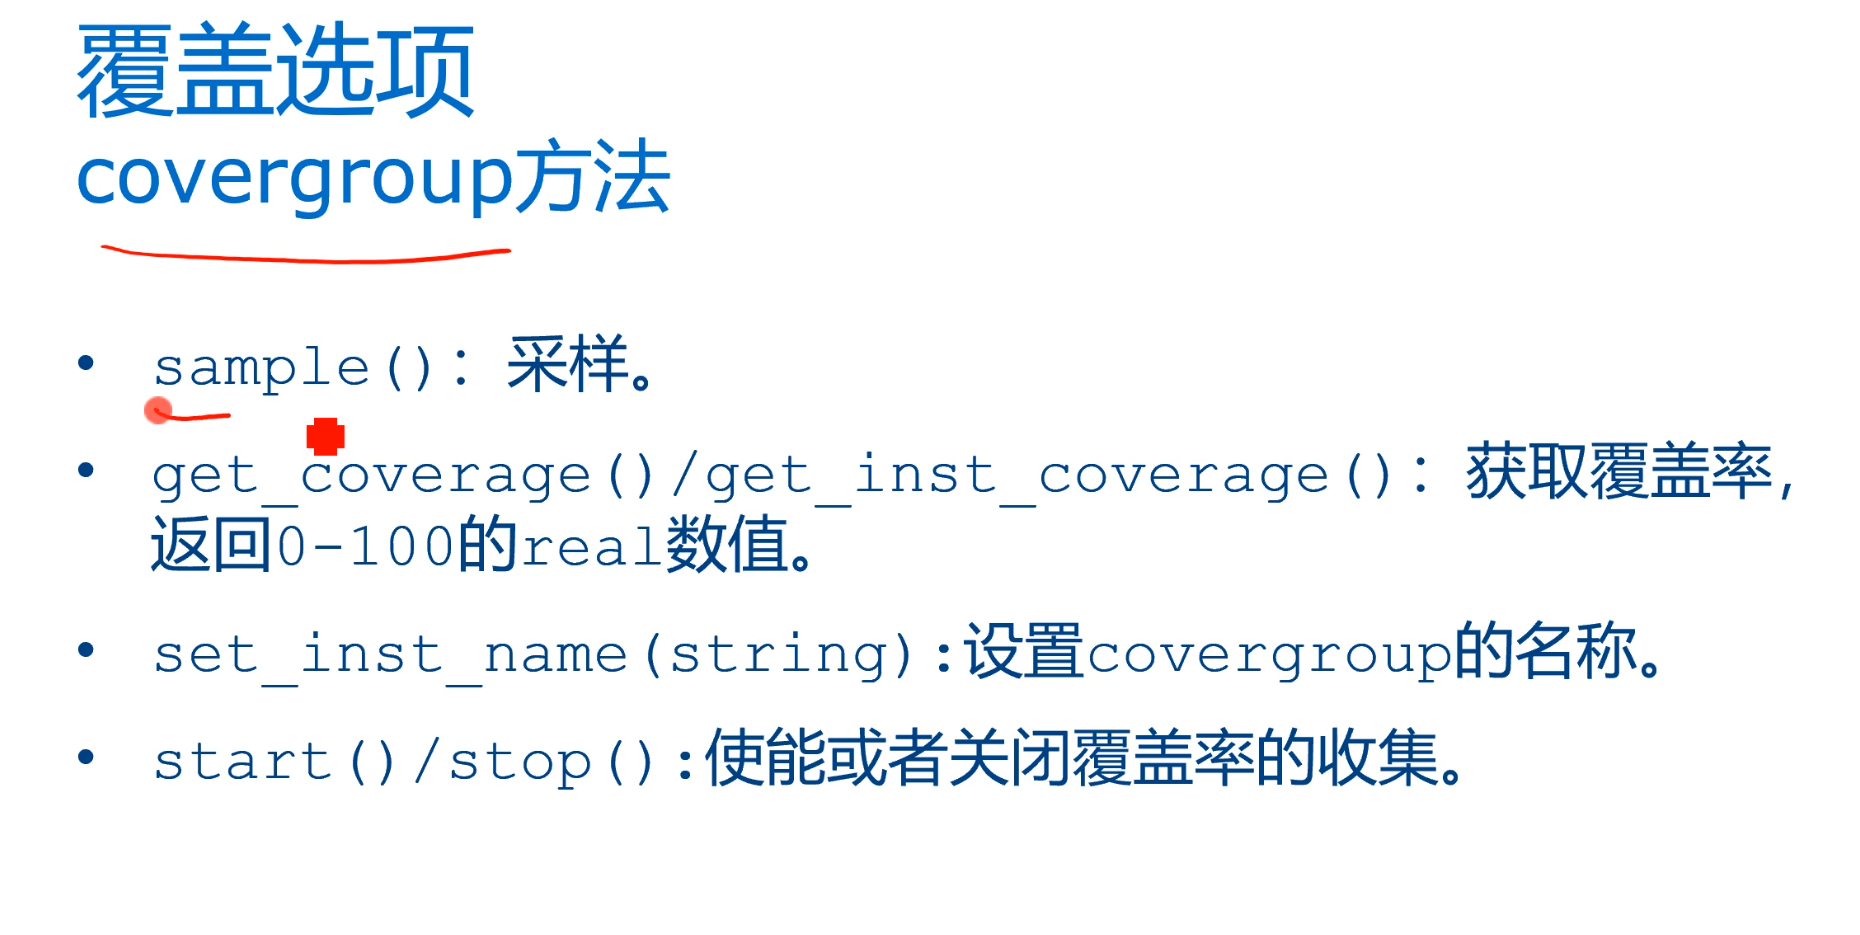 覆盖选项
covergroup方法
• sample()：采样。
• get_coverage()/get_inst_coverage()：获取覆盖率，
返回0-100的real数值。
• set_inst_name(string):设置covergroup的名称。
• start()/stop():使能或者关闭覆盖率的收集。